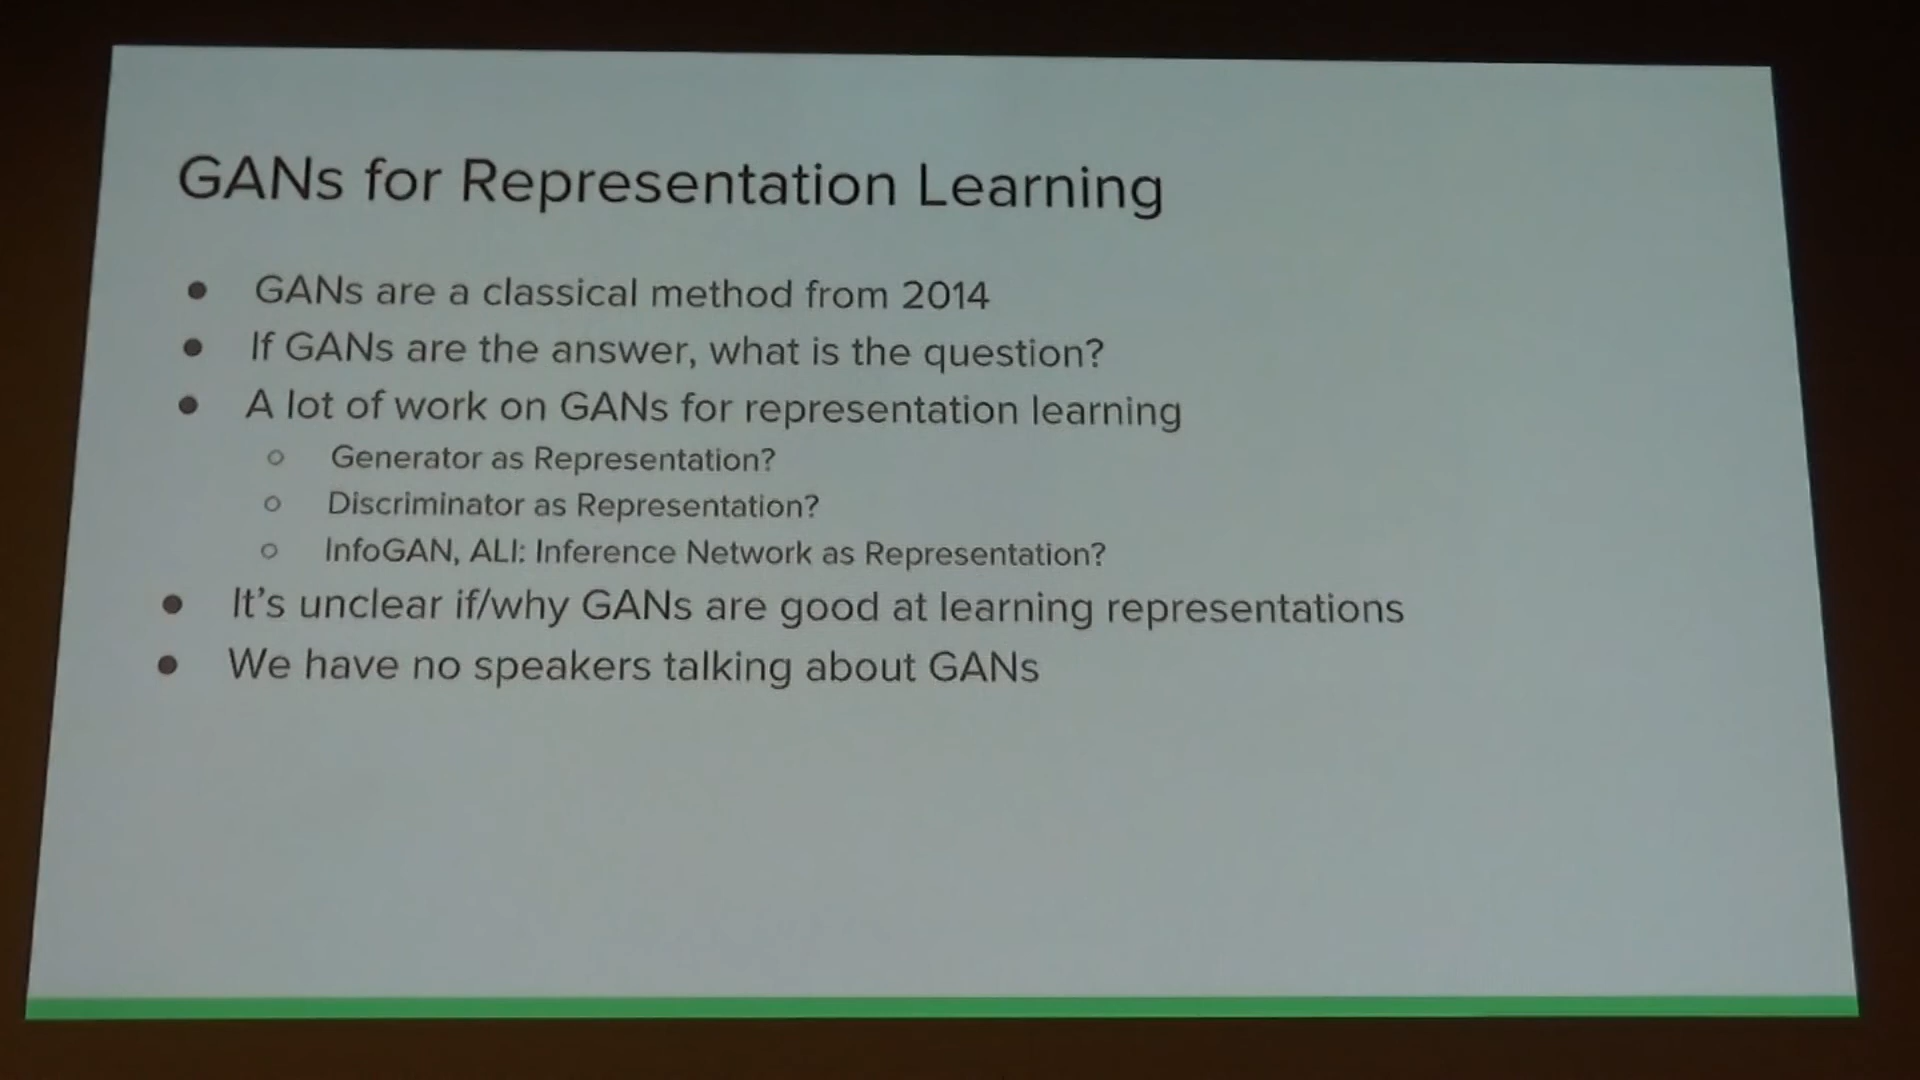 GANs for Representation Learning
● GANs are a classical method from 2014
● If GANs are the answer, what is the question?
● A lot of work on GANs for representation learning
○ Generator as Representation?
○ Discriminator as Representation?
○ InfoGAN, ALI: Inference Network as Representation?
● It's unclear if/why GANs are good at learning representations
● We have no speakers talking about GANs